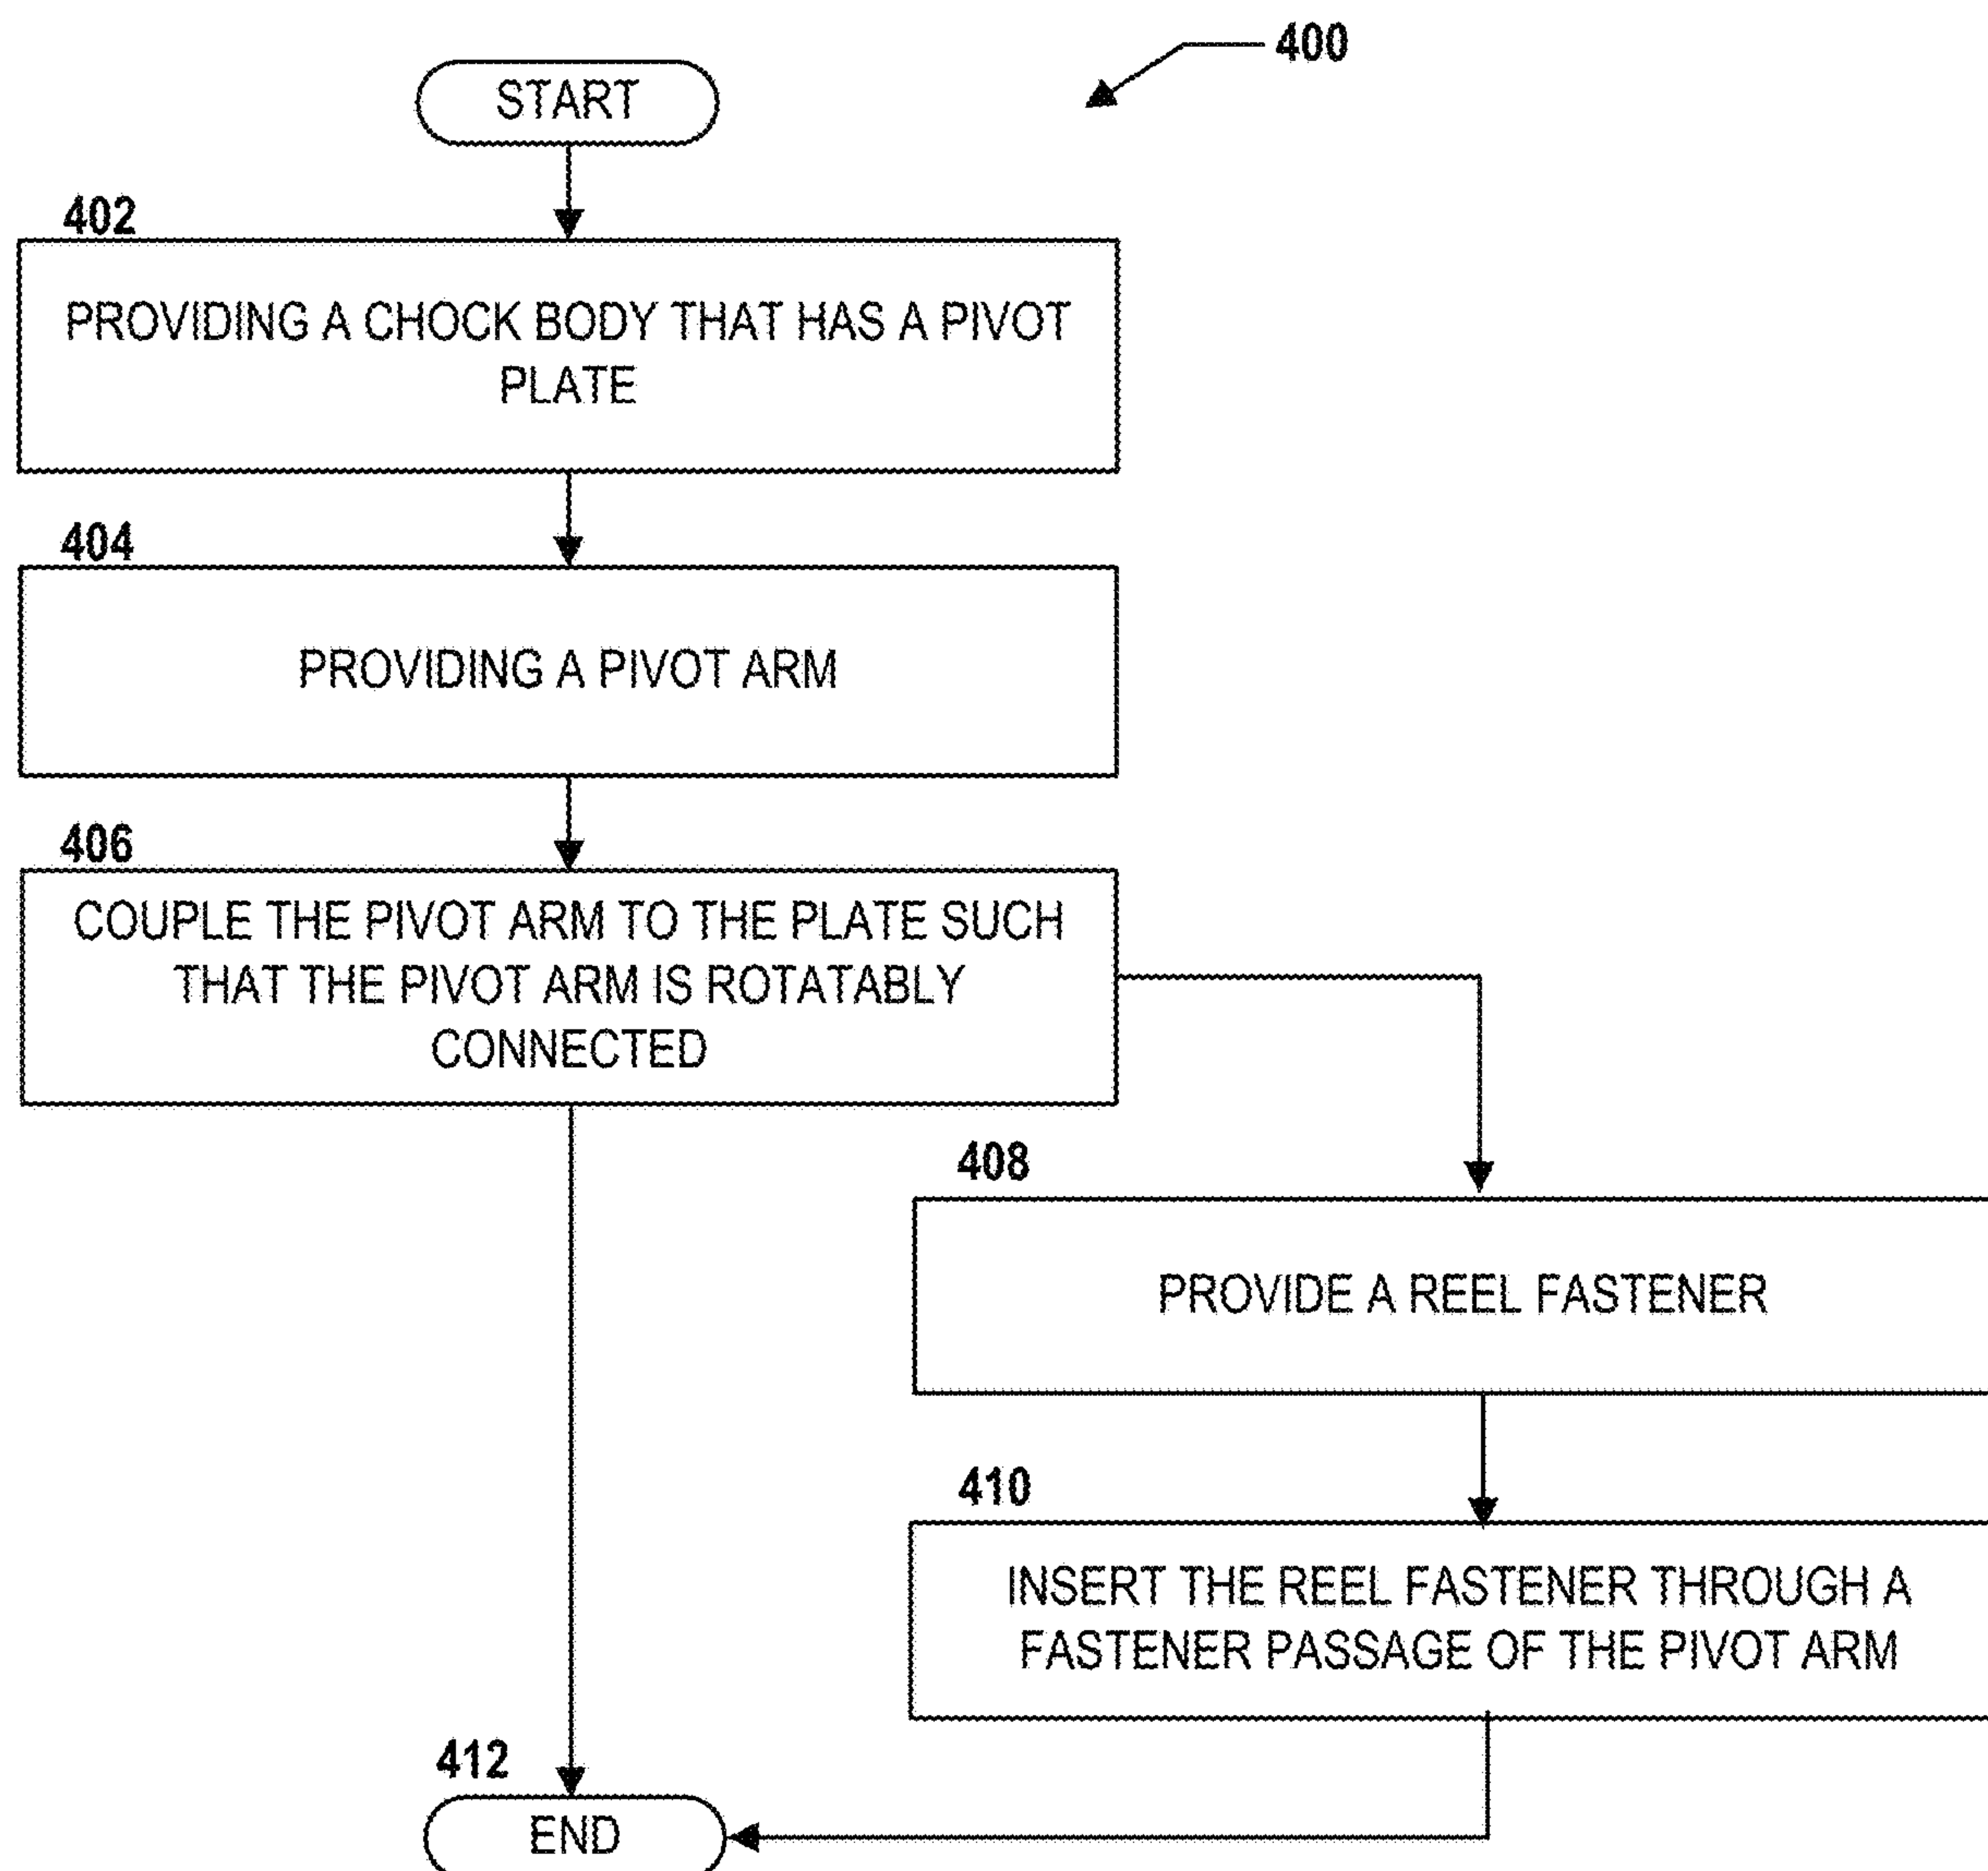 400
START
402
PROVIDING A CHOCK BODY THAT HAS A PIVOT
PLATE
404
PROVIDING A PIVOT ARM
406
COUPLE THE PIVOT ARM TO THE PLATE SUCH
THAT THE PIVOT ARM IS ROTATABLY
CONNECTED
408
PROVIDE A REEL FASTENER
410
INSERT THE REEL FASTENER THROUGH A
FASTENER PASSAGE OF THE PIVOT ARM
412
END